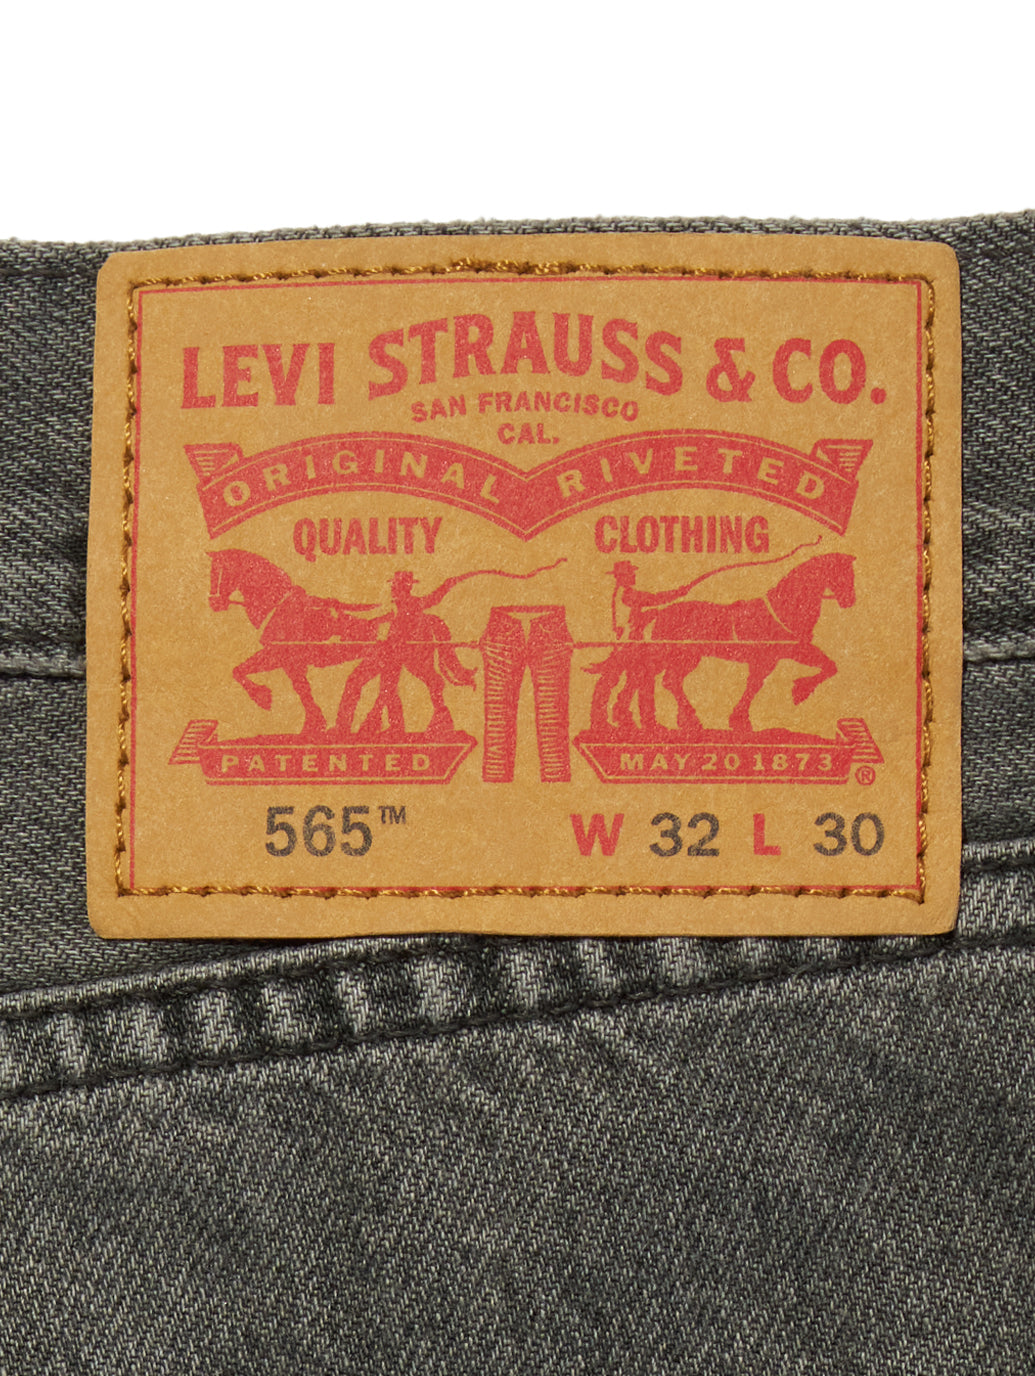 LEVI STRAUSS & CO.
SAN FRANCISCO
CAL.
ORIGINAL RIVETED
QUALITY CLOTHING
PATENTED MAY 20 1873 ®
565™ W 32 L 30